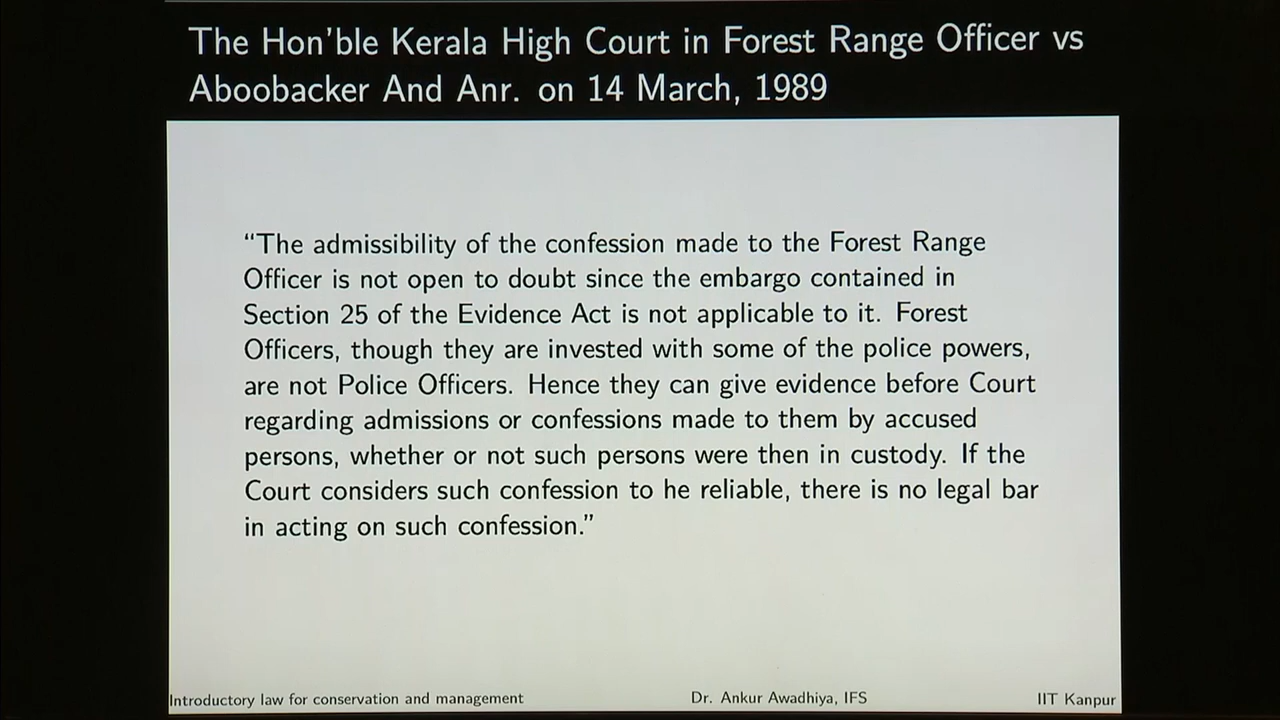 The Hon'ble Kerala High Court in Forest Range Officer vs
Aboobacker And Anr. on 14 March, 1989
“The admissibility of the confession made to the Forest Range
Officer is not open to doubt since the embargo contained in
Section 25 of the Evidence Act is not applicable to it. Forest
Officers, though they are invested with some of the police powers,
are not Police Officers. Hence they can give evidence before Court
regarding admissions or confessions made to them by accused
persons, whether or not such persons were then in custody. If the
Court considers such confession to he reliable, there is no legal bar
in acting on such confession.”
Introductory law for conservation and management Dr. Ankur Awadhiya, IFS IIT Kanpur